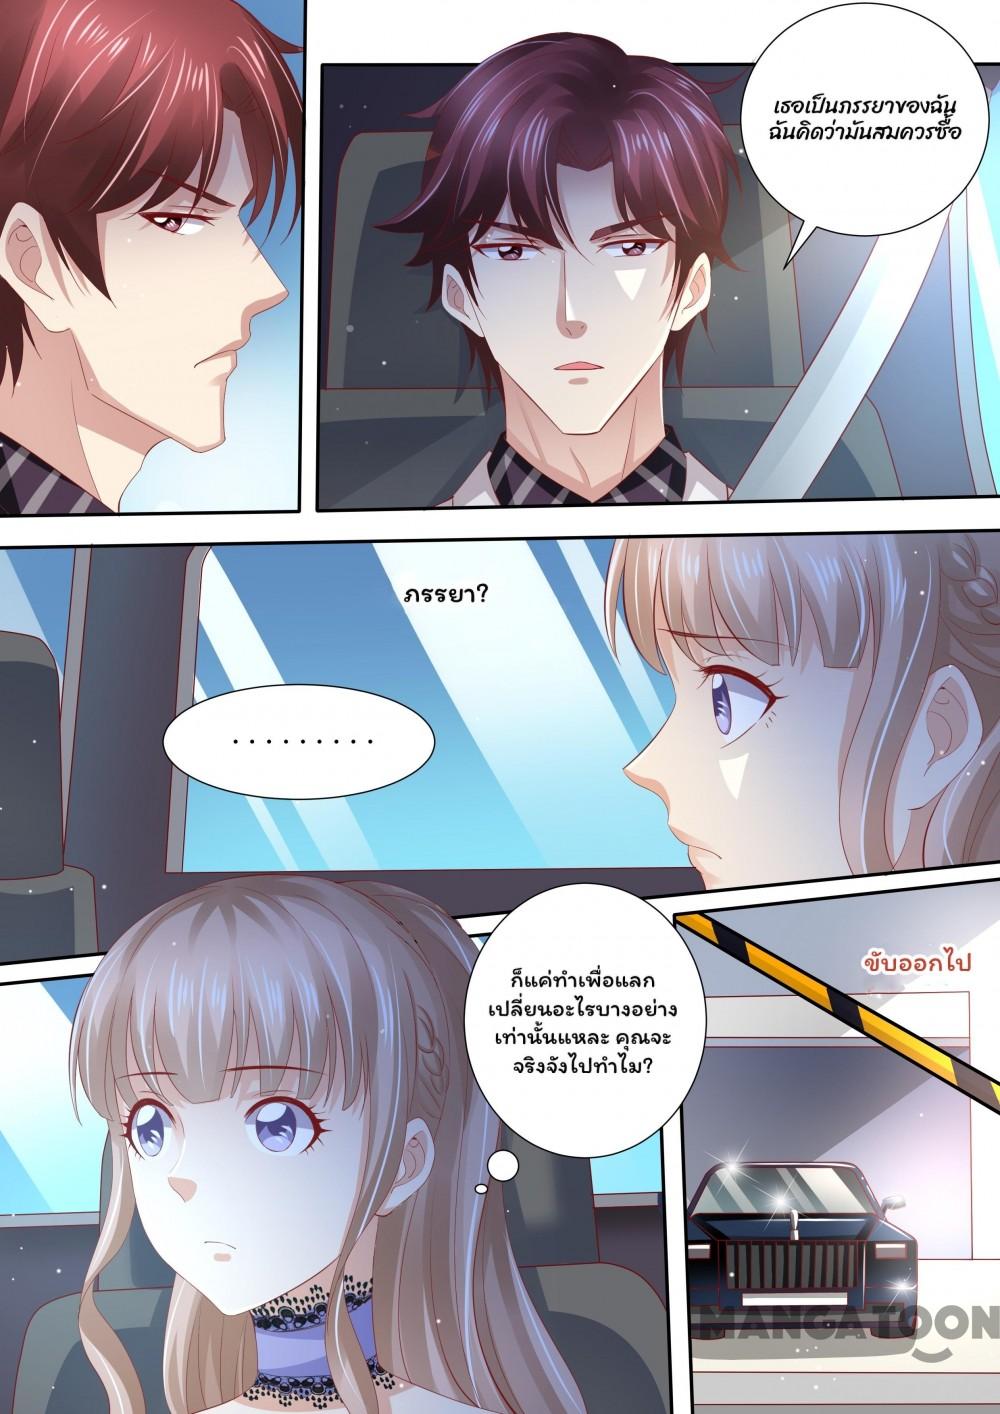 เธอเป็นภรรยาของฉัน
ฉันคิดว่ามันสมควรซื้อ
ภรรยา?
.........
ก็แค่ทำเพื่อแลก
เปลี่ยนอะไรบางอย่าง
เท่านั้นแหละ คุณจะ
จริงจังไปทำไม?
ขับออกไป
MANGATOON